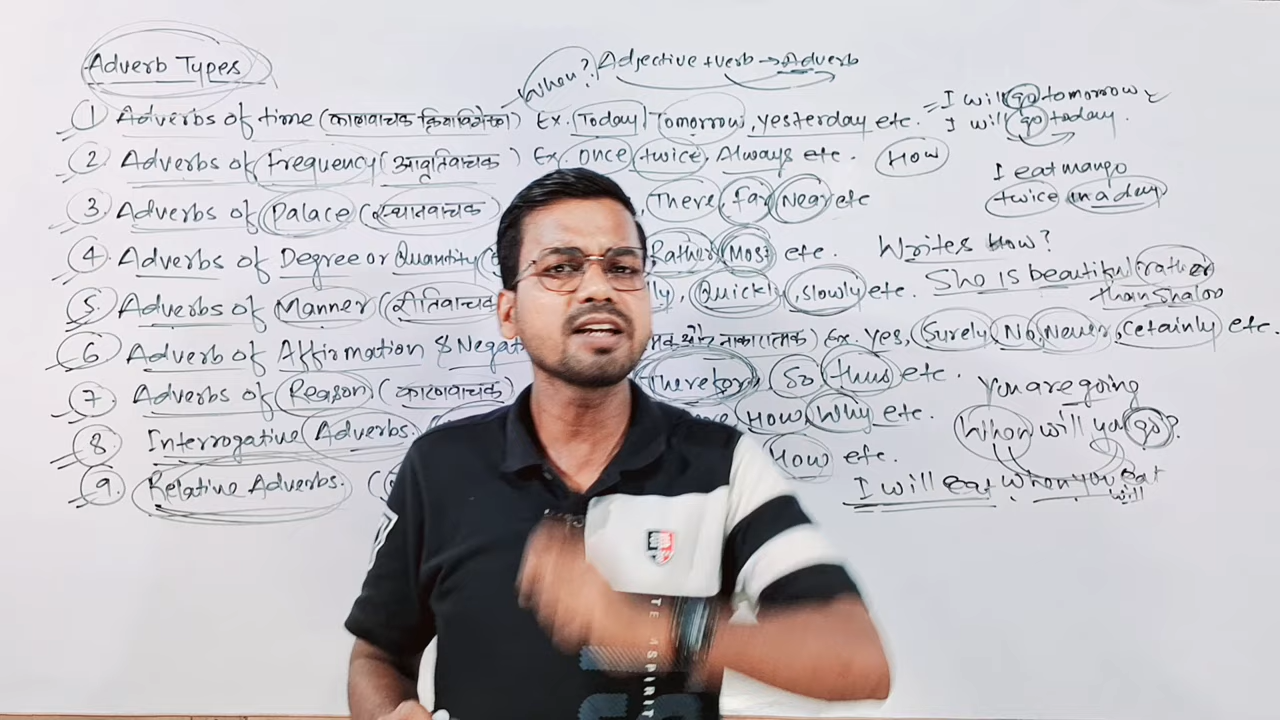 Adverb Types
When? Adjective + verb → Adverb
① Adverbs of time (कालवाचक क्रियाविशेषण) Ex. Today, Tomorrow, yesterday etc.
= I will go tomorrow
I will go today.
② Adverbs of Frequency (आवृतिवाचक) Ex. once, twice, Always etc. How
I eat mango
twice in a day
③ Adverbs of Palace (स्थानवाचक) , There, Far, Near etc
④ Adverbs of Degree or Quantity ( Rather, Most etc.
Writes How?
She Is beautiful rather
than Shaloo
⑤ Adverbs of Manner (रीतिवाचक ly, Quickly, slowly etc.
⑥ Adverb of Affirmation & Negat नाकारात्मक) Ex. Yes, Surely, No, Never, Cetainly etc.
⑦ Adverbs of Reason (कारणवाचक) Therefore, So, thus etc.
You are going
⑧ Interrogative Adverbs. ( How, Why etc.
When will you go?
⑨ Relative Adverbs. ( How etc.
I will eat when you eat
will